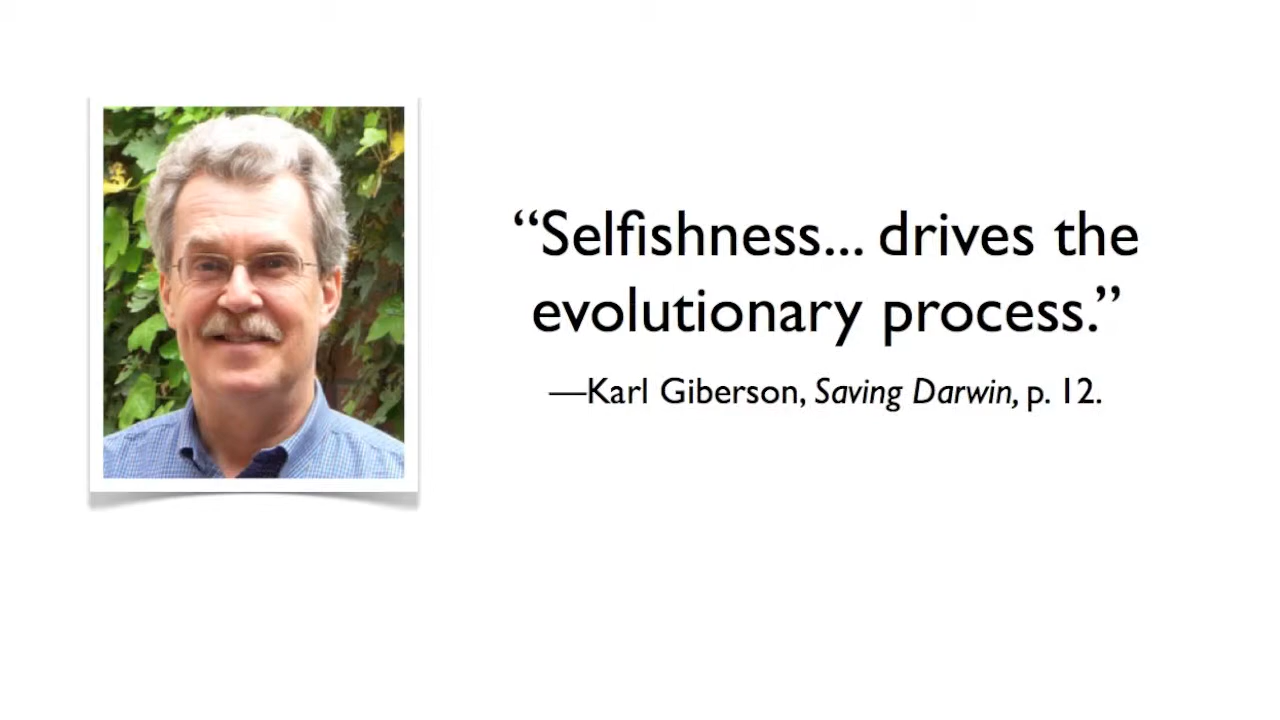 “Selfishness... drives the
evolutionary process.”
—Karl Giberson, Saving Darwin, p. 12.